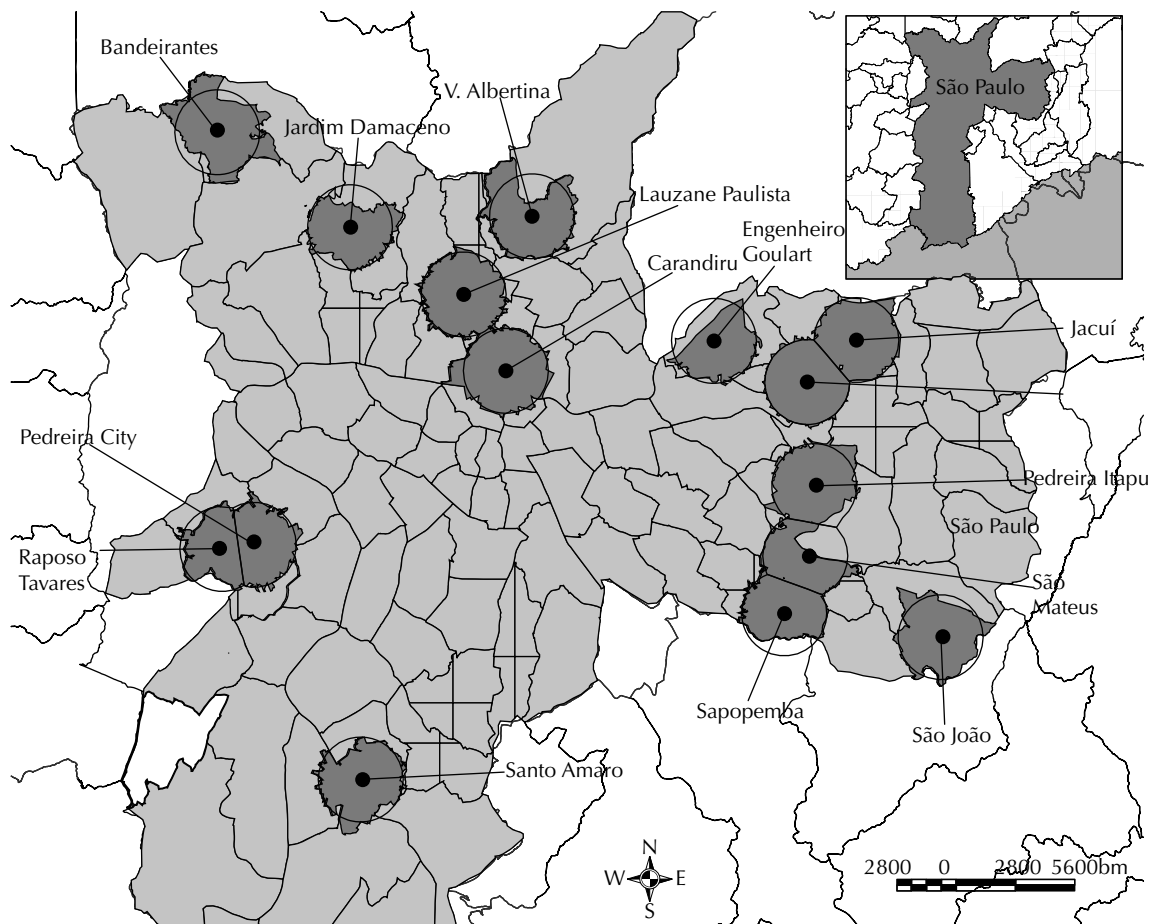 Bandeirantes
São Paulo
V. Albertina
Jardim Damaceno
Lauzane Paulista
Engenheiro
Goulart
Carandiru
Jacuí
Pedreira City
Pedreira Itapu
São Paulo
Raposo
Tavares
São
Mateus
Sapopemba
São João
Santo Amaro
N
W E
S
2800 0 2800 5600bm